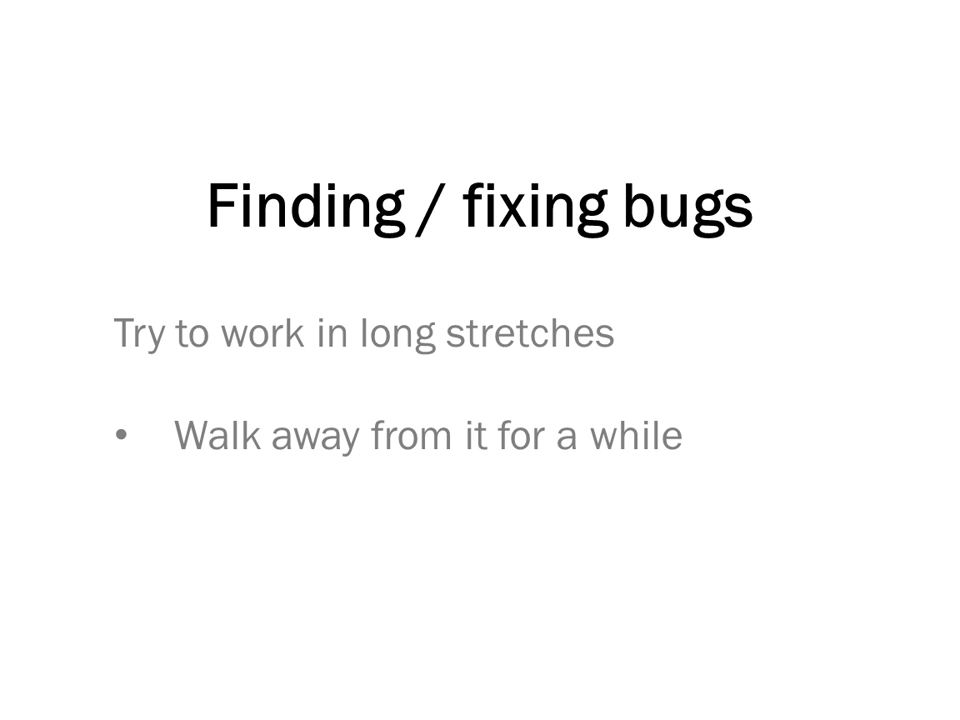 Finding / fixing bugs
Try to work in long stretches
• Walk away from it for a while